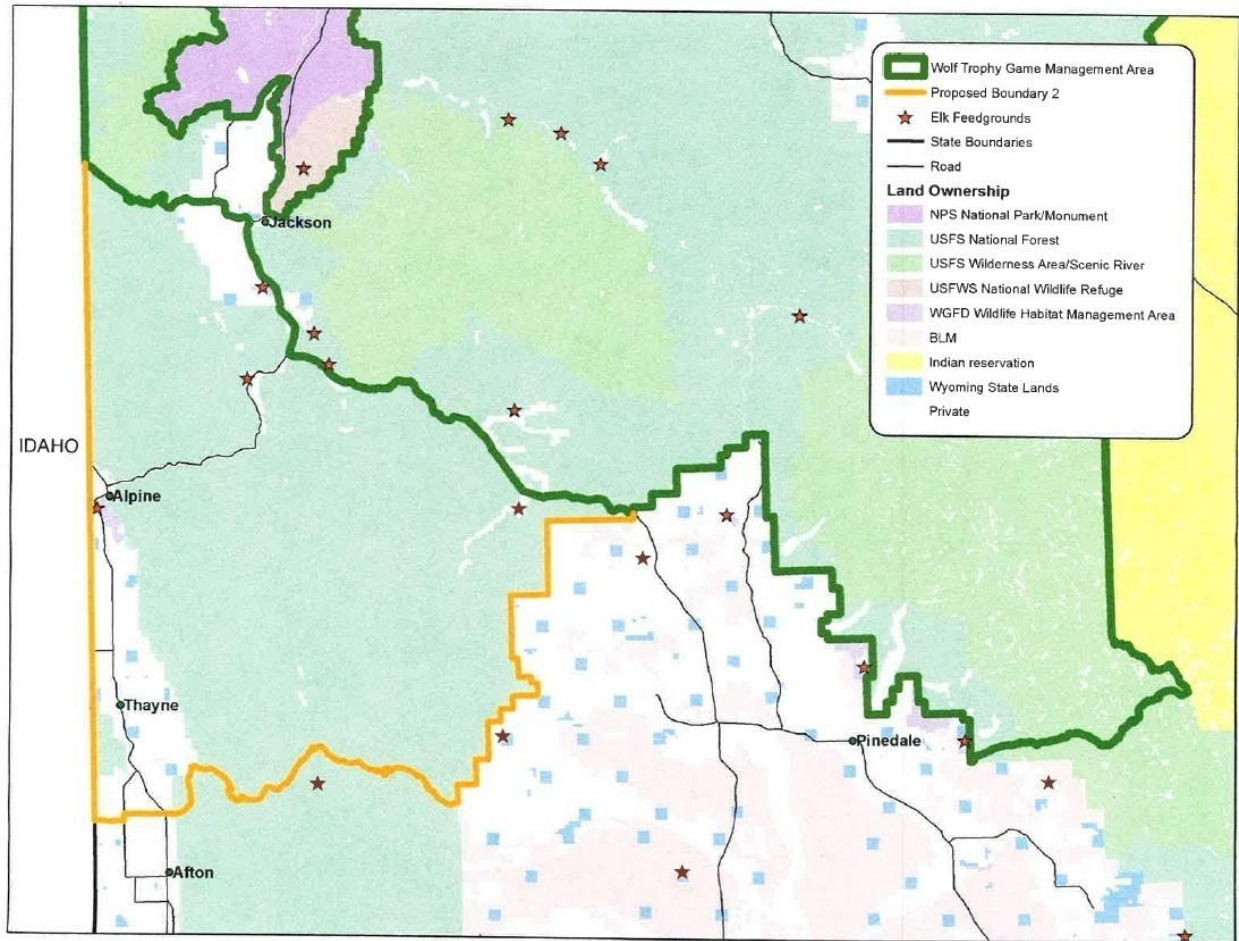 Wolf Trophy Game Management Area
Proposed Boundary 2
Elk Feedgrounds
State Boundaries
Road
Land Ownership
NPS National Park/Monument
USFS National Forest
USFS Wilderness Area/Scenic River
USFWS National Wildlife Refuge
WGFD Wildlife Habitat Management Area
BLM
Indian reservation
Wyoming State Lands
Private
Jackson
IDAHO
Alpine
Thayne
Pinedale
Afton